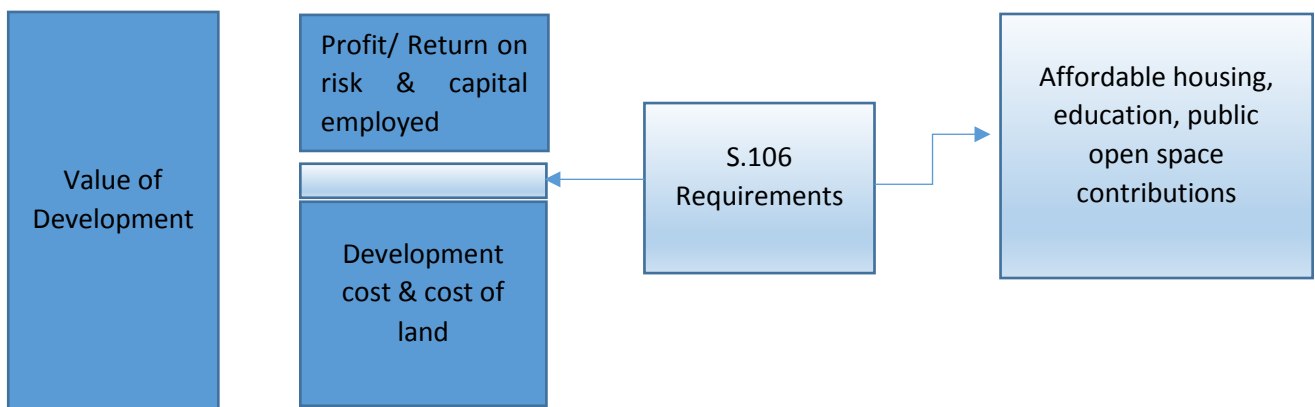 Value of
Development
Profit/ Return on
risk & capital
employed
Development
cost & cost of
land
S.106
Requirements
Affordable housing,
education, public
open space
contributions